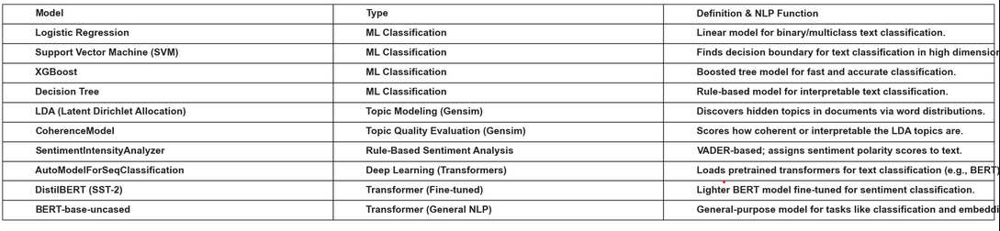 Model Type Definition & NLP Function
Logistic Regression ML Classification Linear model for binary/multiclass text classification.
Support Vector Machine (SVM) ML Classification Finds decision boundary for text classification in high dimension
XGBoost ML Classification Boosted tree model for fast and accurate classification.
Decision Tree ML Classification Rule-based model for interpretable text classification.
LDA (Latent Dirichlet Allocation) Topic Modeling (Gensim) Discovers hidden topics in documents via word distributions.
CoherenceModel Topic Quality Evaluation (Gensim) Scores how coherent or interpretable the LDA topics are.
SentimentIntensityAnalyzer Rule-Based Sentiment Analysis VADER-based; assigns sentiment polarity scores to text.
AutoModelForSeqClassification Deep Learning (Transformers) Loads pretrained transformers for text classification (e.g., BERT)
DistilBERT (SST-2) Transformer (Fine-tuned) Lighter BERT model fine-tuned for sentiment classification.
BERT-base-uncased Transformer (General NLP) General-purpose model for tasks like classification and